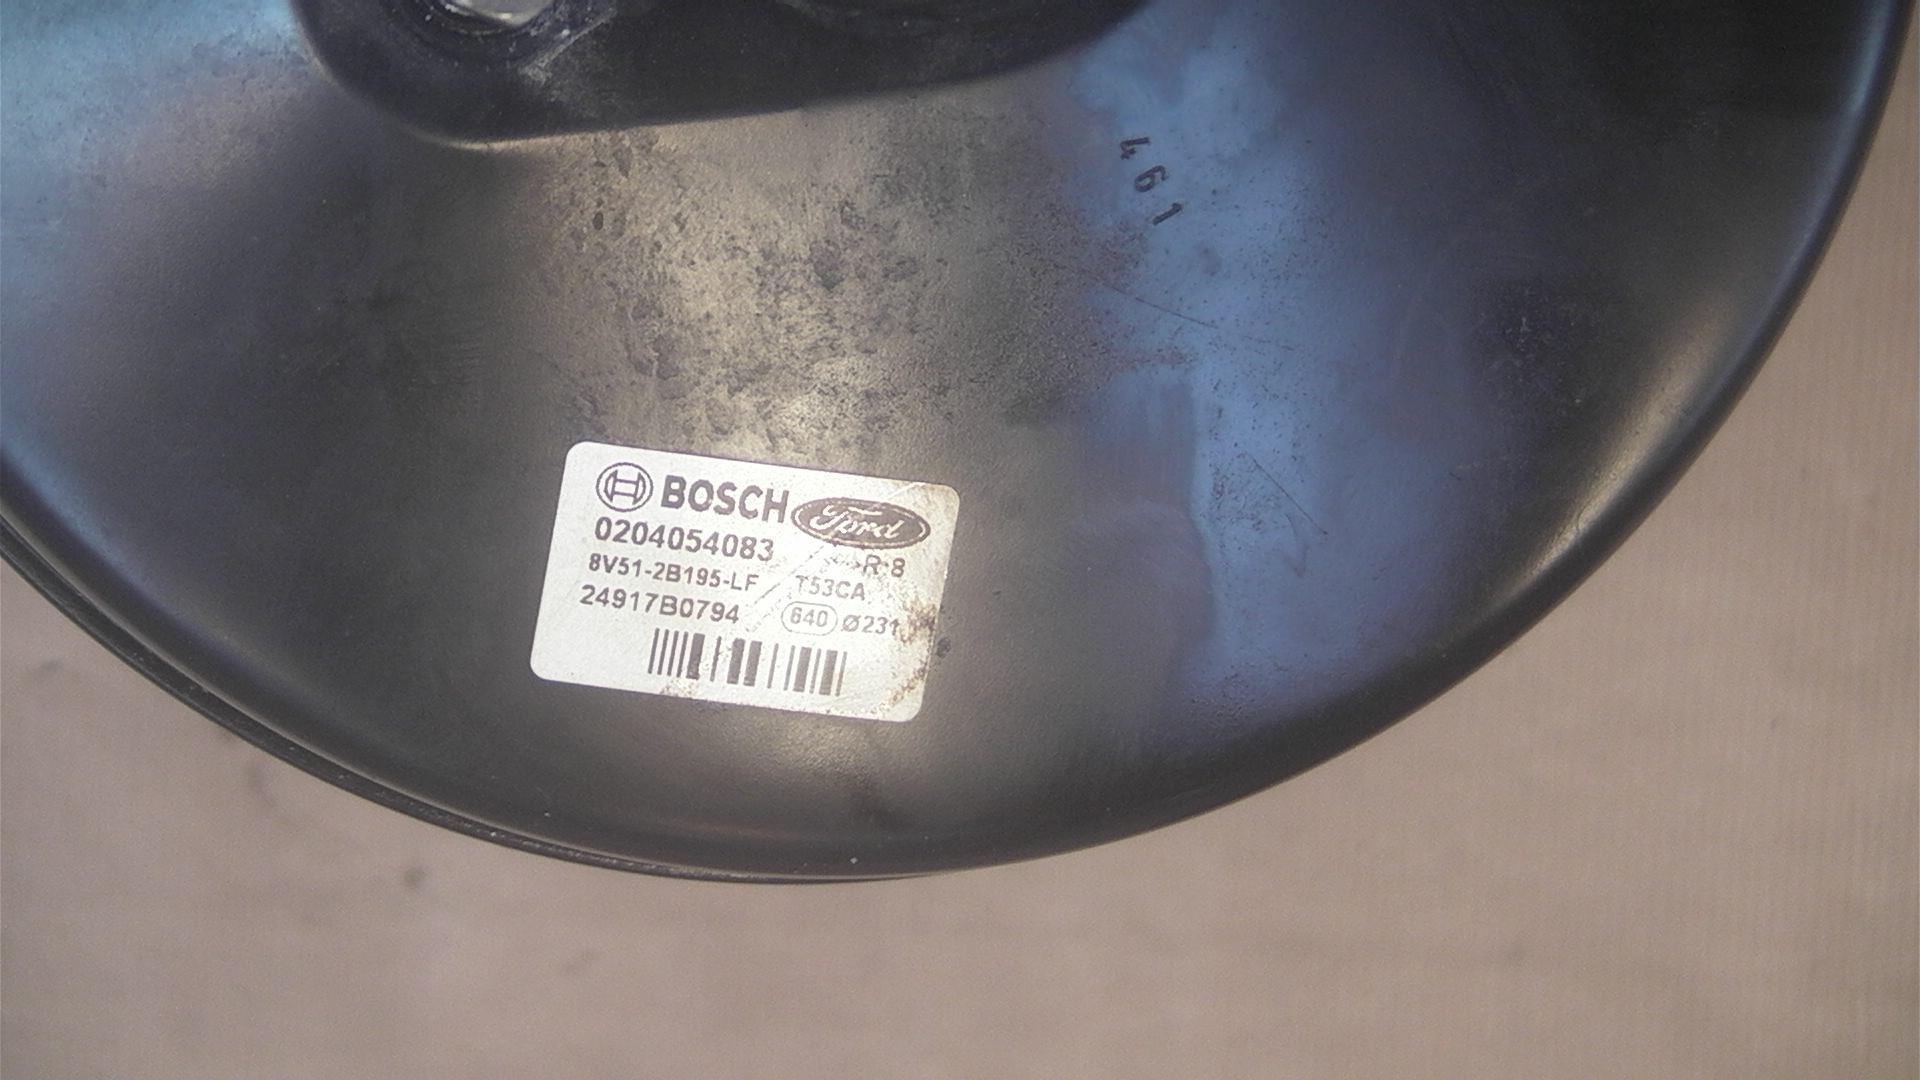 461
BOSCH Ford
0204054083
R 8
8V51-2B195-LF T53CA
24917B0794 640 Ø231